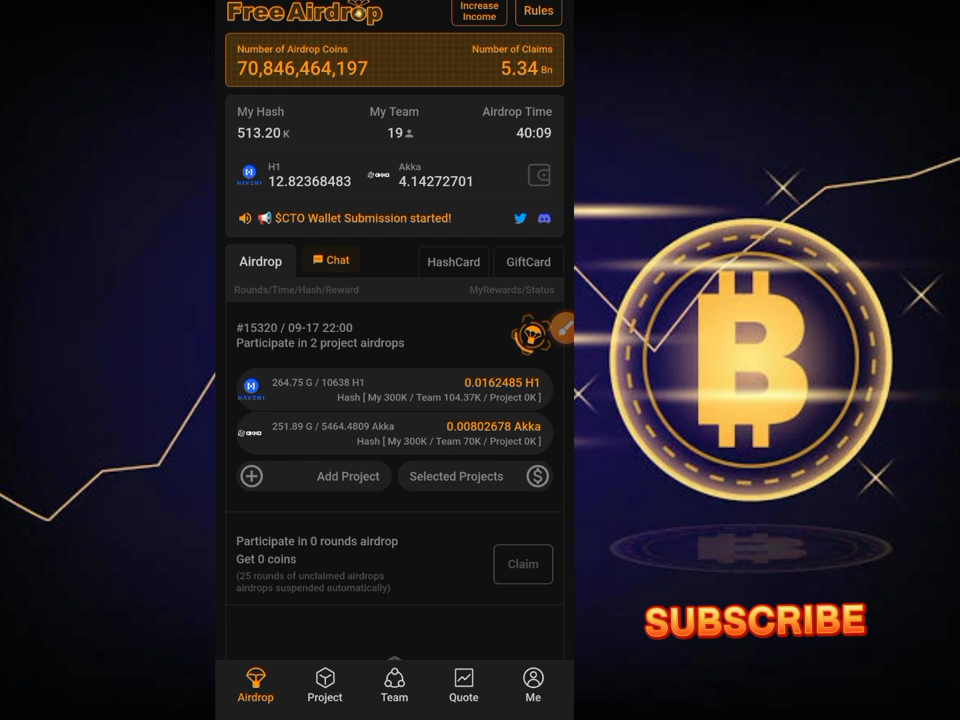 Free Airdrop
Increase
Income
Rules
Number of Airdrop Coins
Number of Claims
70,846,464,197
5.34 Bn
My Hash
My Team
Airdrop Time
513.20 K
19
40:09
H1
HAVEN1
12.82368483
AKKA
Akka
4.14272701
$CTO Wallet Submission started!
Airdrop
Chat
HashCard
GiftCard
Rounds/Time/Hash/Reward
MyRewards/Status
#15320 / 09-17 22:00
Participate in 2 project airdrops
HAVEN1
264.75 G / 10638 H1
0.0162485 H1
Hash [ My 300K / Team 104.37K / Project 0K ]
AKKA
251.89 G / 5464.4809 Akka
0.00802678 Akka
Hash [ My 300K / Team 70K / Project 0K ]
Add Project
Selected Projects
Participate in 0 rounds airdrop
Get 0 coins
(25 rounds of unclaimed airdrops
airdrops suspended automatically)
Claim
SUBSCRIBE
Airdrop
Project
Team
Quote
Me